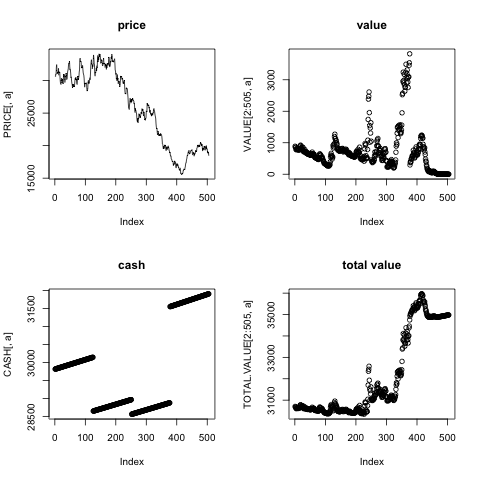 price
PRICE[, a]
15000 25000
0 100 200 300 400 500
Index
value
VALUE[2:505, a]
0 1000 2000 3000
0 100 200 300 400 500
Index
cash
CASH[, a]
28500 30000 31500
0 100 200 300 400 500
Index
total value
TOTAL.VALUE[2:505, a]
31000 33000 35000
0 100 200 300 400 500
Index